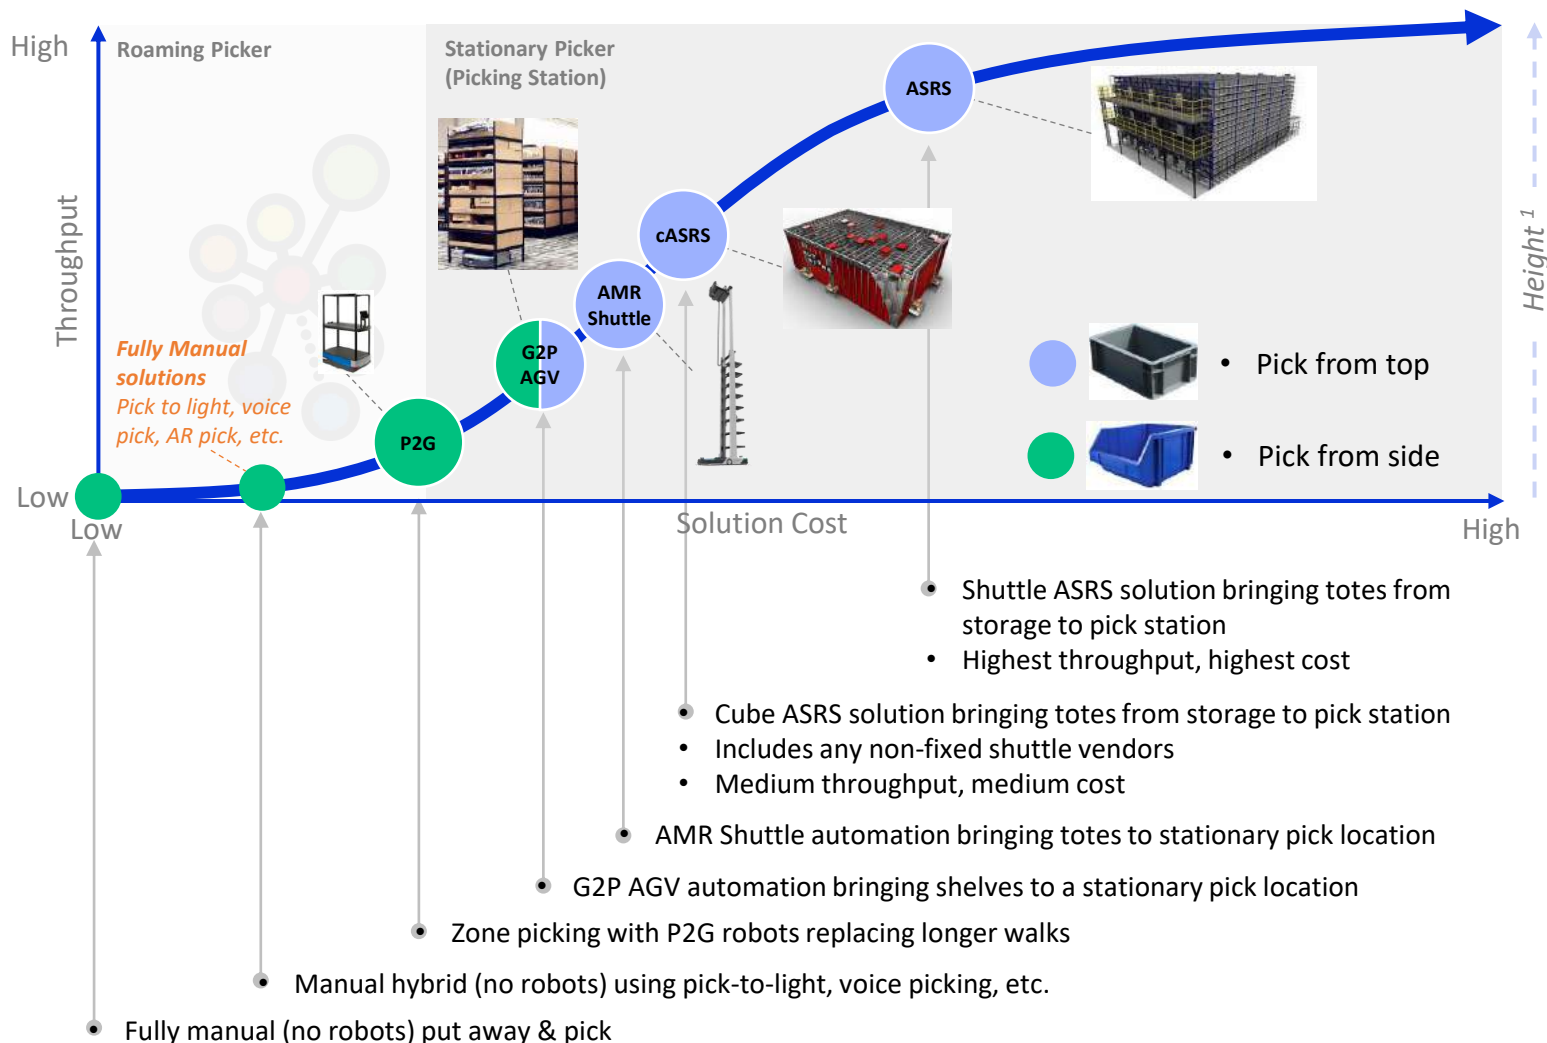 High
Roaming Picker
Stationary Picker
(Picking Station)
ASRS
Throughput
Height 1
cASRS
AMR
Shuttle
G2P
AGV
Fully Manual
solutions
Pick to light, voice
pick, AR pick, etc.
P2G
• Pick from top
• Pick from side
Low
Low
Solution Cost
High
• Shuttle ASRS solution bringing totes from
storage to pick station
• Highest throughput, highest cost
• Cube ASRS solution bringing totes from storage to pick station
• Includes any non-fixed shuttle vendors
• Medium throughput, medium cost
• AMR Shuttle automation bringing totes to stationary pick location
• G2P AGV automation bringing shelves to a stationary pick location
• Zone picking with P2G robots replacing longer walks
• Manual hybrid (no robots) using pick-to-light, voice picking, etc.
• Fully manual (no robots) put away & pick